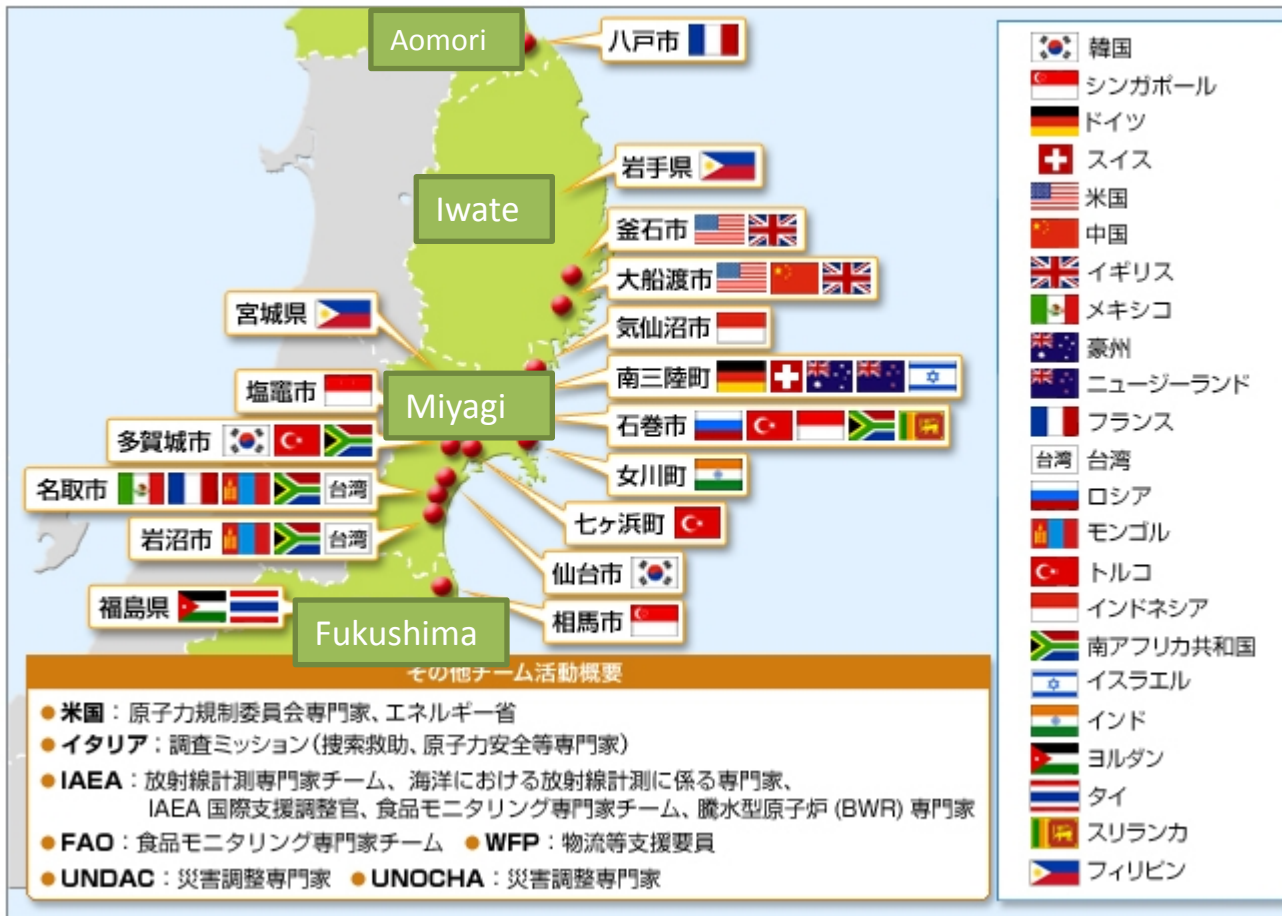 Aomori
八戸市
岩手県
Iwate
釜石市
大船渡市
宮城県
気仙沼市
南三陸町
塩竈市
Miyagi
石巻市
多賀城市
女川町
名取市 台湾
七ヶ浜町
岩沼市 台湾
仙台市
福島県
Fukushima
相馬市
その他チーム活動概要
●米国：原子力規制委員会専門家、エネルギー省
●イタリア：調査ミッション（捜索救助、原子力安全等専門家）
●IAEA：放射線計測専門家チーム、海洋における放射線計測に係る専門家、
IAEA 国際支援調整官、食品モニタリング専門家チーム、騰水型原子炉 (BWR) 専門家
●FAO：食品モニタリング専門家チーム ●WFP：物流等支援要員
●UNDAC：災害調整専門家 ●UNOCHA：災害調整専門家
韓国
シンガポール
ドイツ
スイス
米国
中国
イギリス
メキシコ
豪州
ニュージーランド
フランス
台湾 台湾
ロシア
モンゴル
トルコ
インドネシア
南アフリカ共和国
イスラエル
インド
ヨルダン
タイ
スリランカ
フィリピン